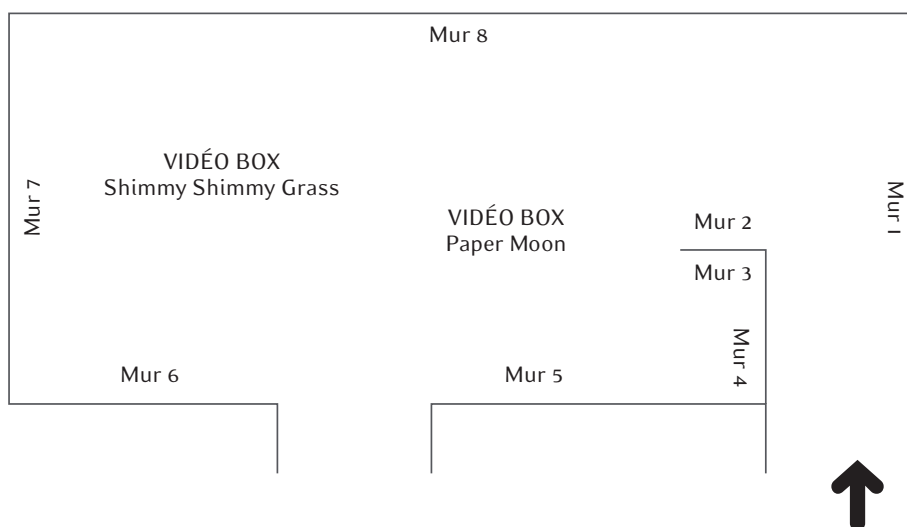 Mur 8
VIDÉO BOX
Shimmy Shimmy Grass
Mur 7
VIDÉO BOX
Paper Moon
Mur 2
Mur 1
Mur 3
Mur 4
Mur 6
Mur 5